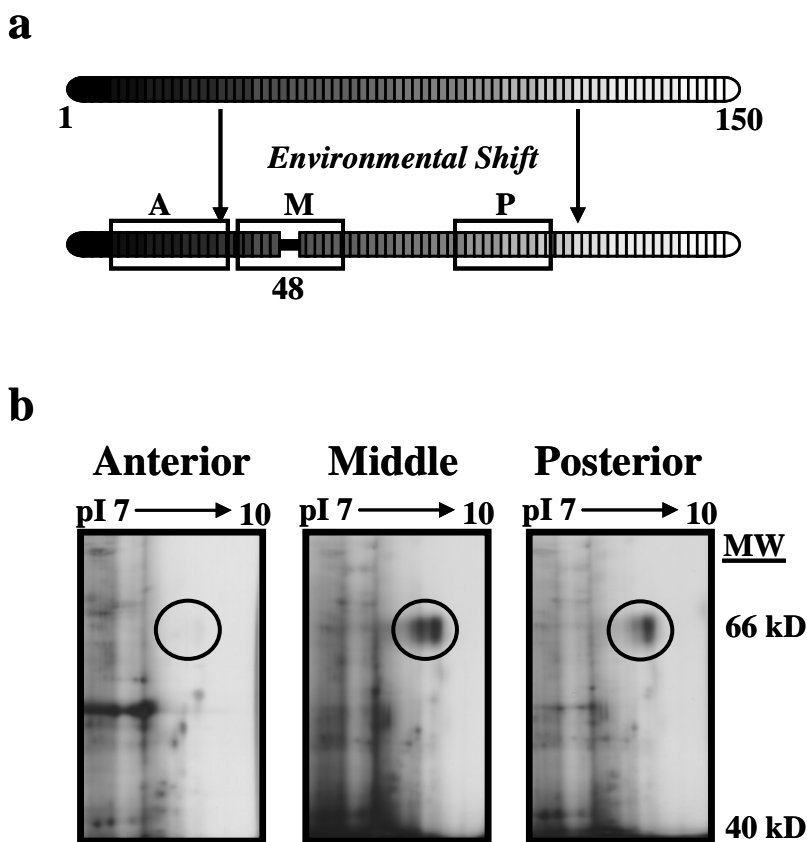 a
1 150
Environmental Shift
A M P
48
b
Anterior Middle Posterior
pI 7 10 pI 7 10 pI 7 10
MW
66 kD
40 kD